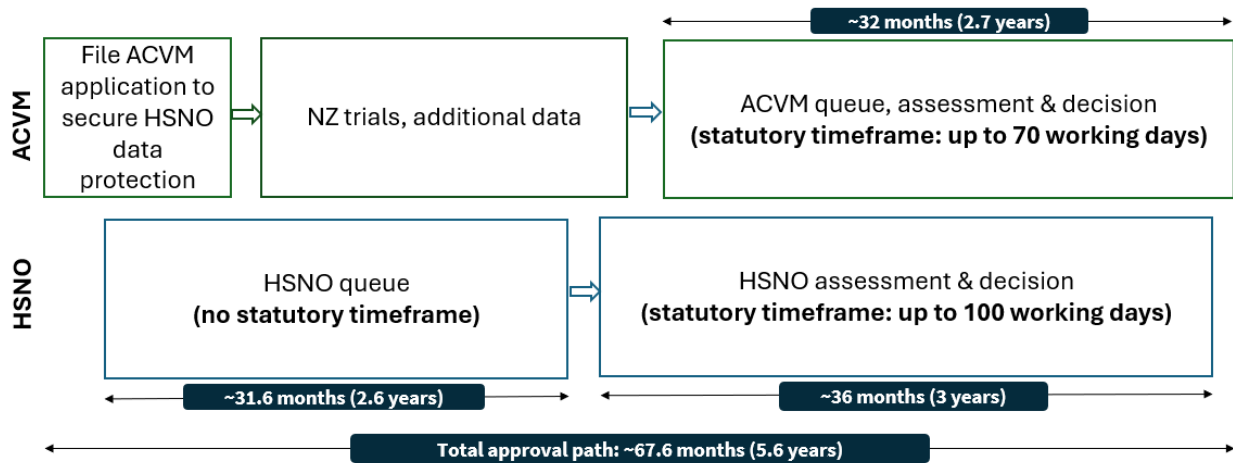 ~32 months (2.7 years)
ACVM
File ACVM
application to
secure HSNO
data
protection
NZ trials, additional data
ACVM queue, assessment & decision
(statutory timeframe: up to 70 working days)
HSNO
HSNO queue
(no statutory timeframe)
HSNO assessment & decision
(statutory timeframe: up to 100 working days)
~31.6 months (2.6 years)
~36 months (3 years)
Total approval path: ~67.6 months (5.6 years)